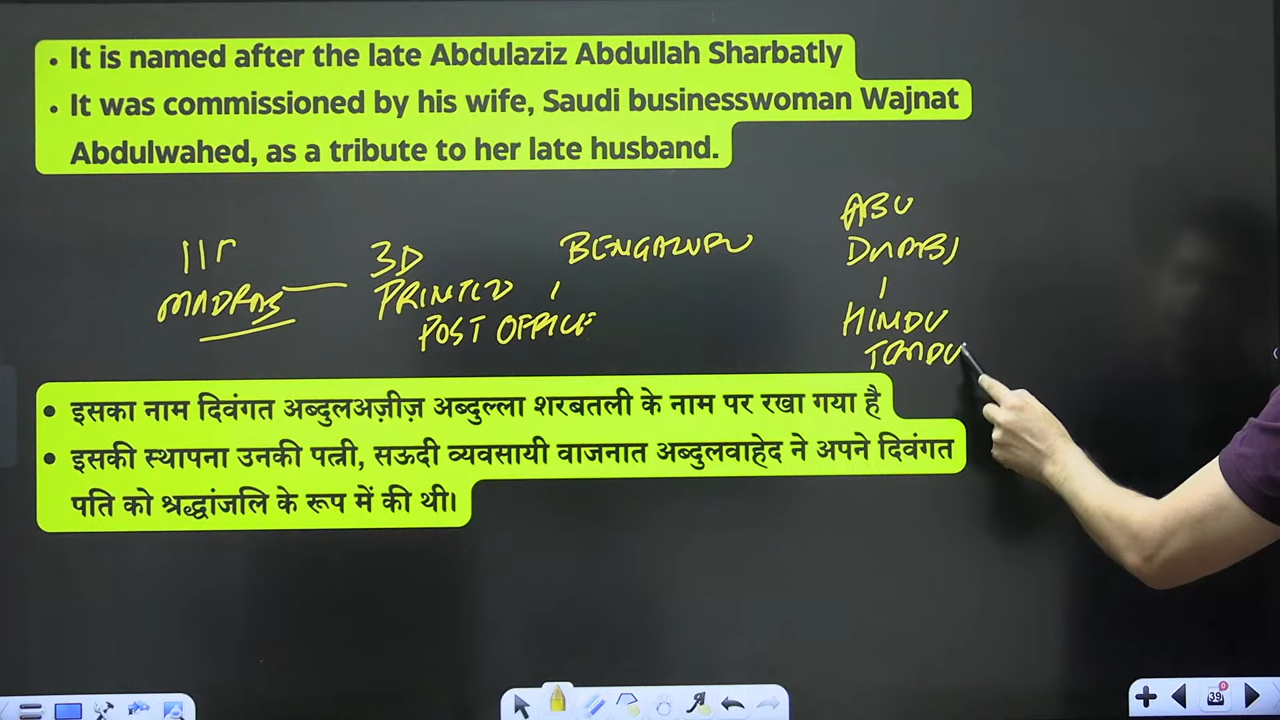 • It is named after the late Abdulaziz Abdullah Sharbatly
• It was commissioned by his wife, Saudi businesswoman Wajnat
Abdulwahed, as a tribute to her late husband.
ABU
IIT
3D
BENGALURU
DHABI
MADRAS
PRINTED
POST OFFICE
HINDU
• इसका नाम दिवंगत अब्दुलअज़ीज़ अब्दुल्ला शरबतली के नाम पर रखा गया है
• इसकी स्थापना उनकी पत्नी, सऊदी व्यवसायी वाजनात अब्दुलवाहेद ने अपने दिवंगत
पति को श्रद्धांजलि के रूप में की थी।
39